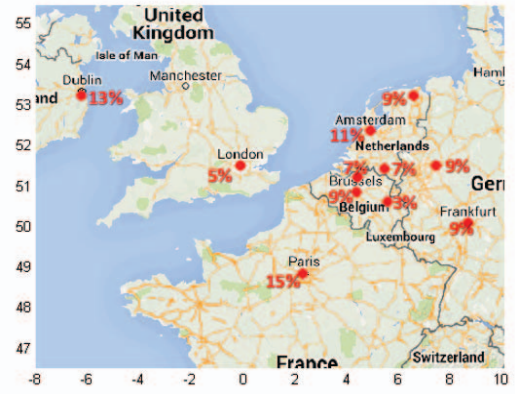 55
54
53
52
51
50
49
48
47
-8
-6
-4
-2
0
2
4
6
8
10
United
Kingdom
Isle of Man
Dublin
13%
and
Manchester
London
5%
Hamb
9%
Amsterdam
11%
Netherlands
7%
7%
9%
Brussels
9%
3%
Belgium
Ger
Frankfurt
9%
Luxembourg
Paris
15%
France
Switzerland